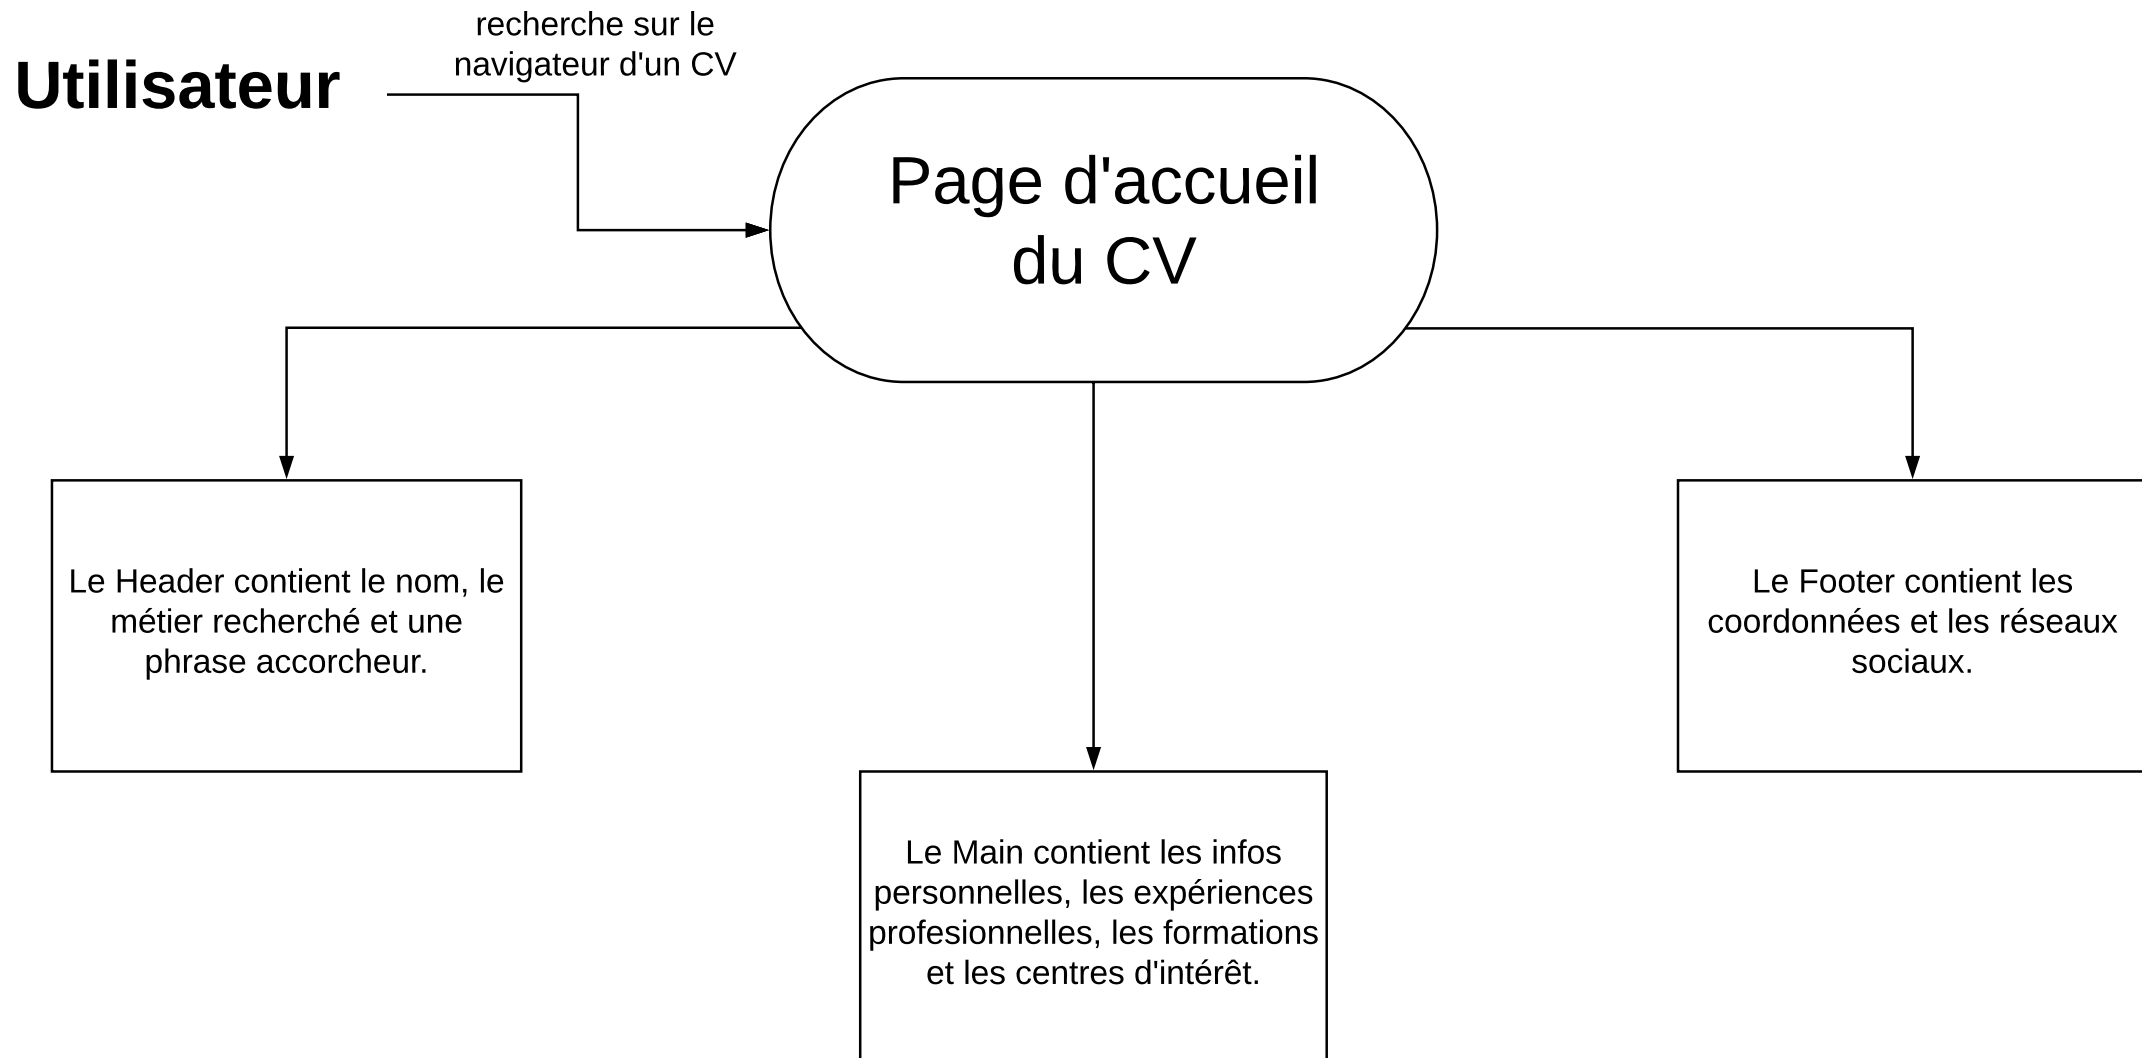 recherche sur le
navigateur d'un CV
Utilisateur
Page d'accueil
du CV
Le Header contient le nom, le
métier recherché et une
phrase accorcheur.
Le Footer contient les
coordonnées et les réseaux
sociaux.
Le Main contient les infos
personnelles, les expériences
profesionnelles, les formations
et les centres d'intérêt.